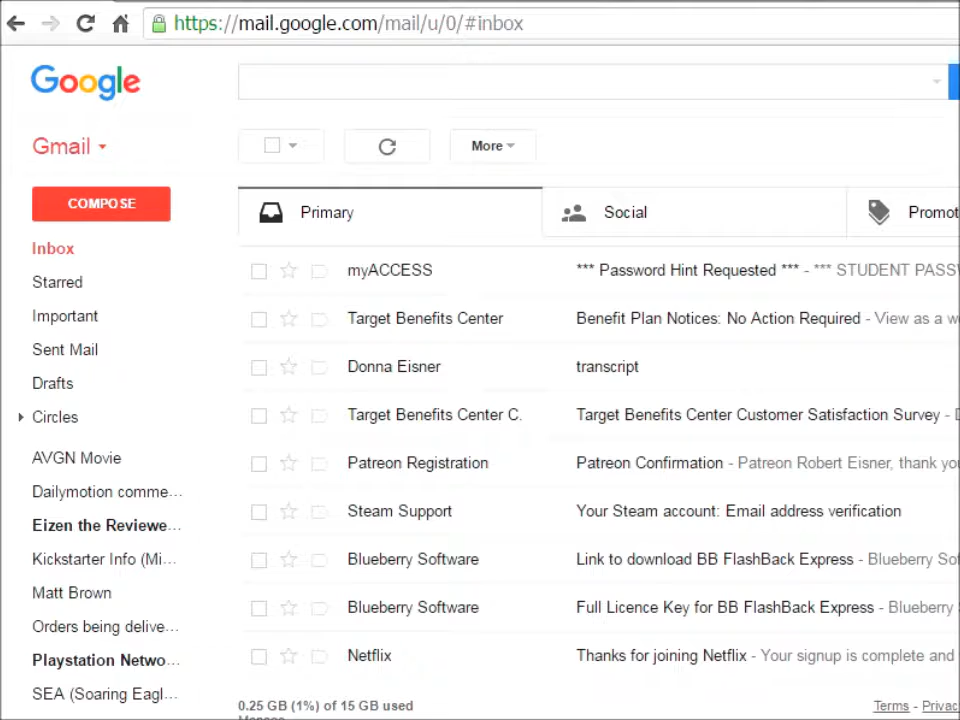 https://mail.google.com/mail/u/0/#inbox
Google
Gmail
More
COMPOSE
Primary
Social
Promot
Inbox
Starred
Important
Sent Mail
Drafts
Circles
AVGN Movie
Dailymotion comme...
Eizen the Reviewe...
Kickstarter Info (Mi...
Matt Brown
Orders being delive...
Playstation Netwo...
SEA (Soaring Eagl...
myACCESS *** Password Hint Requested *** - *** STUDENT PASSW
Target Benefits Center Benefit Plan Notices: No Action Required - View as a w
Donna Eisner transcript
Target Benefits Center C. Target Benefits Center Customer Satisfaction Survey - D
Patreon Registration Patreon Confirmation - Patreon Robert Eisner, thank you
Steam Support Your Steam account: Email address verification
Blueberry Software Link to download BB FlashBack Express - Blueberry Sof
Blueberry Software Full Licence Key for BB FlashBack Express - Blueberry
Netflix Thanks for joining Netflix - Your signup is complete and
0.25 GB (1%) of 15 GB used
Manage
Terms - Privac